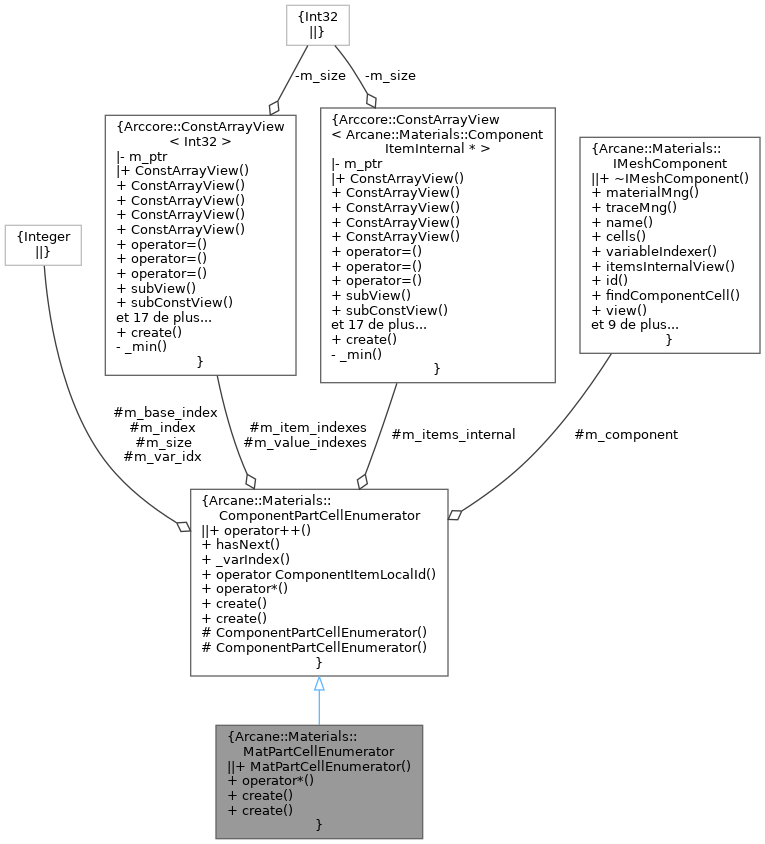 {Int32
||}
-m_size
-m_size
{Arccore::ConstArrayView
< Int32 >
|- m_ptr
|+ ConstArrayView()
+ ConstArrayView()
+ ConstArrayView()
+ ConstArrayView()
+ ConstArrayView()
+ operator=()
+ operator=()
+ operator=()
+ subView()
+ subConstView()
et 17 de plus...
+ create()
- _min()
}
{Arccore::ConstArrayView
< Arcane::Materials::Component
ItemInternal * >
|- m_ptr
|+ ConstArrayView()
+ ConstArrayView()
+ ConstArrayView()
+ ConstArrayView()
+ ConstArrayView()
+ operator=()
+ operator=()
+ operator=()
+ subView()
+ subConstView()
et 17 de plus...
+ create()
- _min()
}
{Arcane::Materials::
IMeshComponent
||+ ~IMeshComponent()
+ materialMng()
+ traceMng()
+ name()
+ cells()
+ variableIndexer()
+ itemsInternalView()
+ id()
+ findComponentCell()
+ view()
et 9 de plus...
}
{Integer
||}
#m_base_index
#m_index
#m_size
#m_var_idx
#m_item_indexes
#m_value_indexes
#m_items_internal
#m_component
{Arcane::Materials::
ComponentPartCellEnumerator
||+ operator++()
+ hasNext()
+ _varIndex()
+ operator ComponentItemLocalId()
+ operator*()
+ create()
+ create()
# ComponentPartCellEnumerator()
# ComponentPartCellEnumerator()
}
{Arcane::Materials::
MatPartCellEnumerator
||+ MatPartCellEnumerator()
+ operator*()
+ create()
+ create()
}